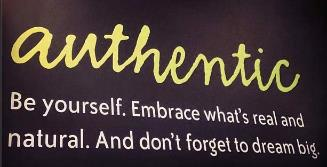 authentic
Be yourself. Embrace what's real and
natural. And don't forget to dream big.